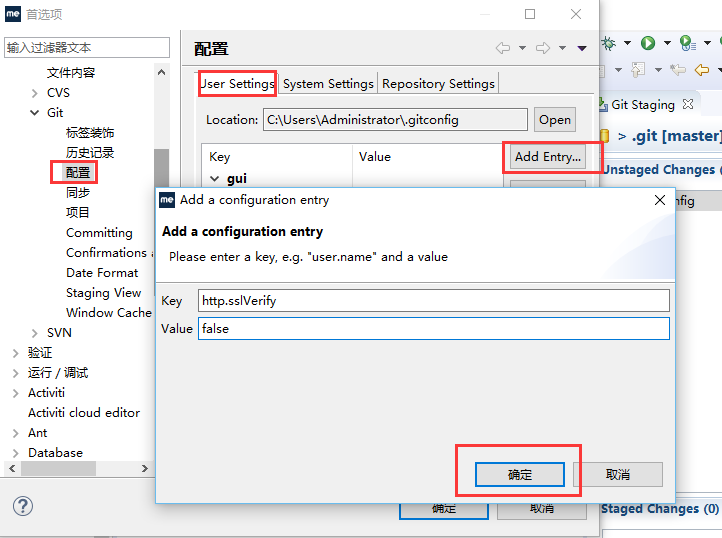 me 首选项
输入过滤器文本
文件内容
CVS
Git
标签装饰
历史记录
配置
同步
项目
Committing
Confirmations a
Date Format
Staging View
Window Cache
SVN
验证
运行 / 调试
Activiti
Activiti cloud editor
Ant
Database
配置
User Settings
System Settings
Repository Settings
Location:
C:\Users\Administrator\.gitconfig
Open
Key
Value
Add Entry...
gui
me Add a configuration entry
Add a configuration entry
Please enter a key, e.g. "user.name" and a value
Key
http.sslVerify
Value
false
确定
取消
确定
取消
Git Staging
> .git [master]
Unstaged Changes (
nfig
Staged Changes (0)